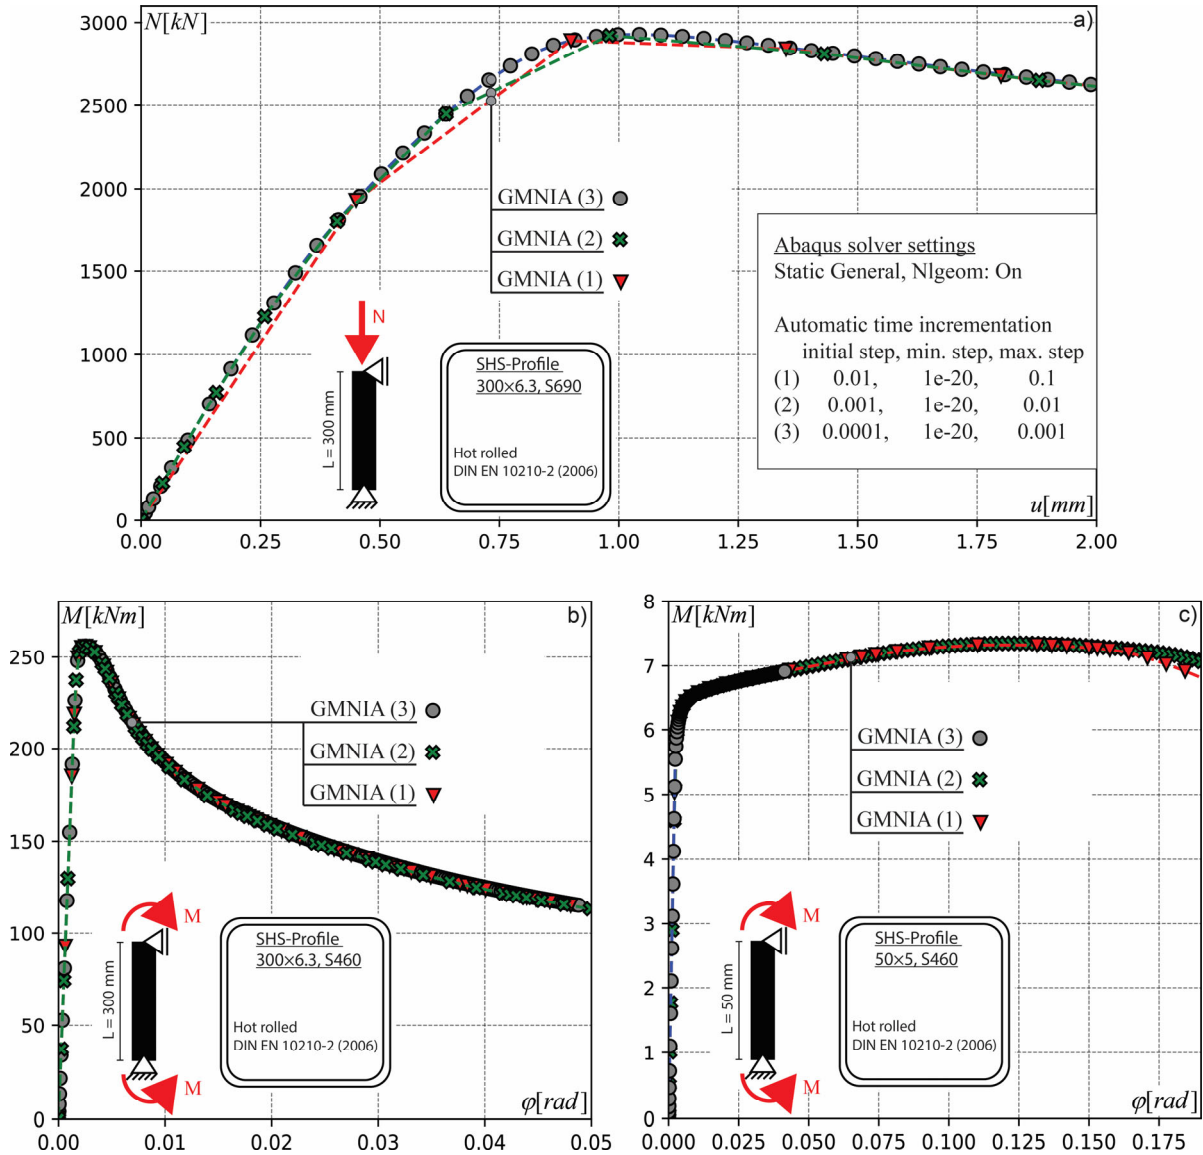 N[kN]
a)
3000
2500
2000
1500
1000
500
0
GMNIA (3)
GMNIA (2)
GMNIA (1)
N
L = 300 mm
SHS-Profile
300×6.3, S690
Hot rolled
DIN EN 10210-2 (2006)
Abaqus solver settings
Static General, Nlgeom: On
Automatic time incrementation
initial step, min. step, max. step
(1) 0.01, 1e-20, 0.1
(2) 0.001, 1e-20, 0.01
(3) 0.0001, 1e-20, 0.001
u[mm]
0.00 0.25 0.50 0.75 1.00 1.25 1.50 1.75 2.00
M[kNm]
b)
250
200
150
100
50
0
GMNIA (3)
GMNIA (2)
GMNIA (1)
M
L = 300 mm
M
SHS-Profile
300×6.3, S460
Hot rolled
DIN EN 10210-2 (2006)
φ[rad]
0.00 0.01 0.02 0.03 0.04 0.05
M[kNm]
c)
8
7
6
5
4
3
2
1
0
GMNIA (3)
GMNIA (2)
GMNIA (1)
M
L = 50 mm
M
SHS-Profile
50×5, S460
Hot rolled
DIN EN 10210-2 (2006)
φ[rad]
0.000 0.025 0.050 0.075 0.100 0.125 0.150 0.175